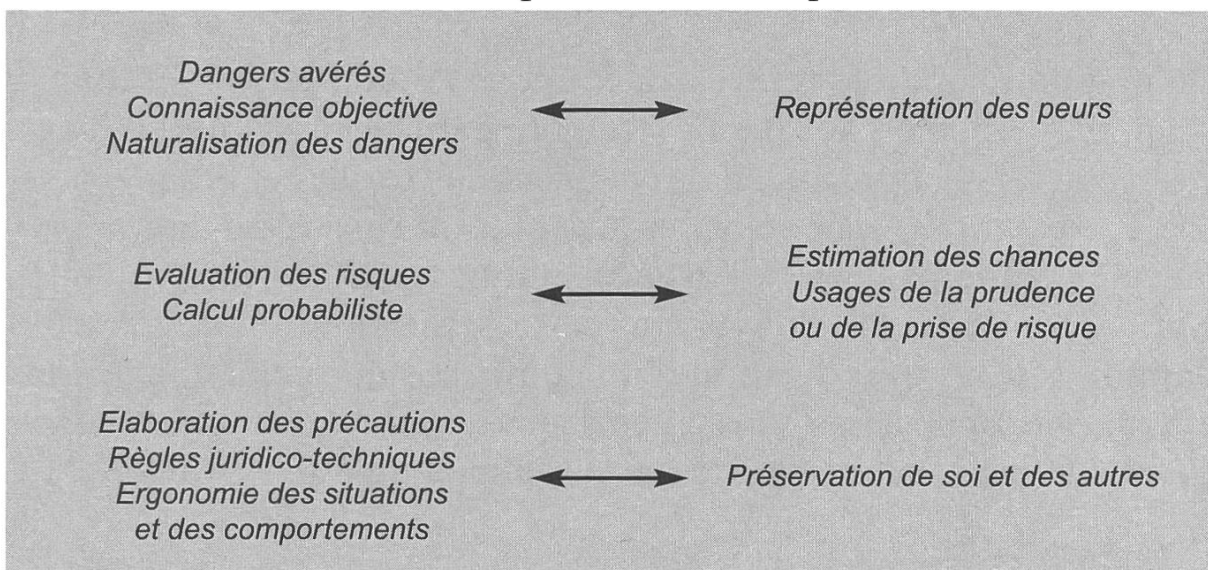 Dangers avérés
Connaissance objective
Naturalisation des dangers
Représentation des peurs
Evaluation des risques
Calcul probabiliste
Estimation des chances
Usages de la prudence
ou de la prise de risque
Elaboration des précautions
Règles juridico-techniques
Ergonomie des situations
et des comportements
Préservation de soi et des autres